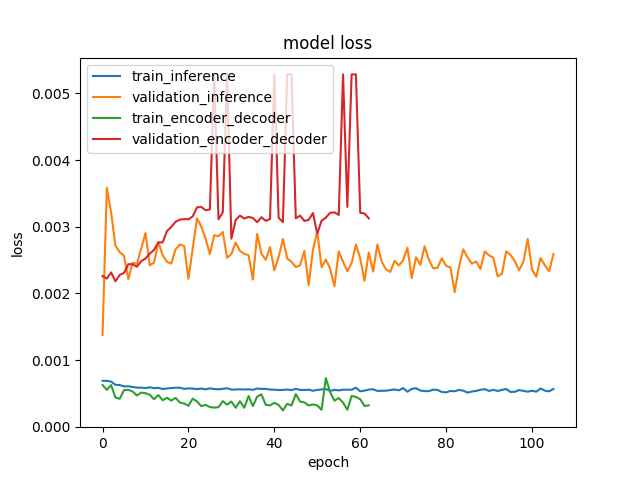 model loss
train_inference
validation_inference
train_encoder_decoder
validation_encoder_decoder
loss
0.005
0.004
0.003
0.002
0.001
0.000
0 20 40 60 80 100
epoch